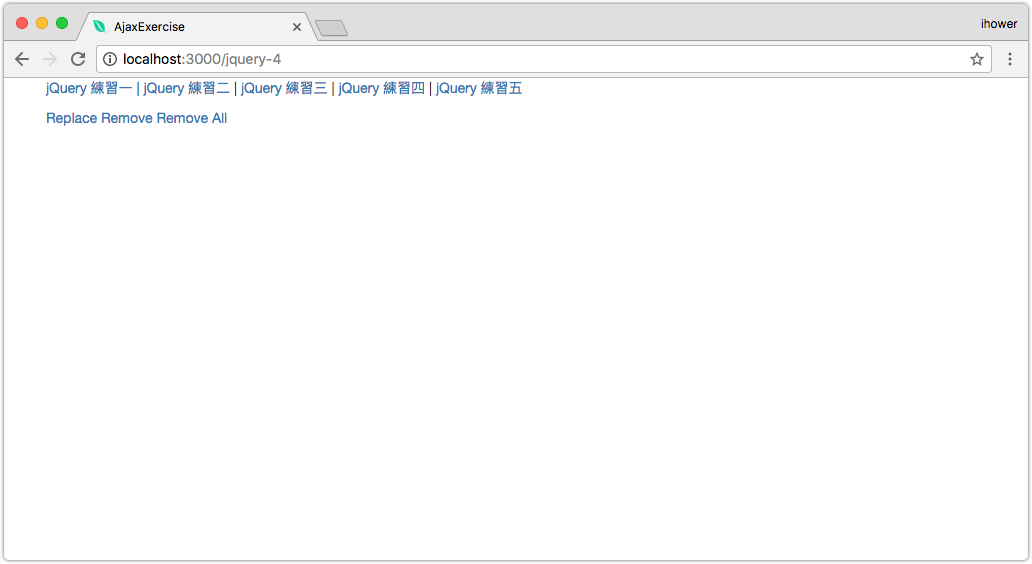 AjaxExercise
ihower
localhost:3000/jquery-4
jQuery 練習一 | jQuery 練習二 | jQuery 練習三 | jQuery 練習四 | jQuery 練習五
Replace Remove Remove All